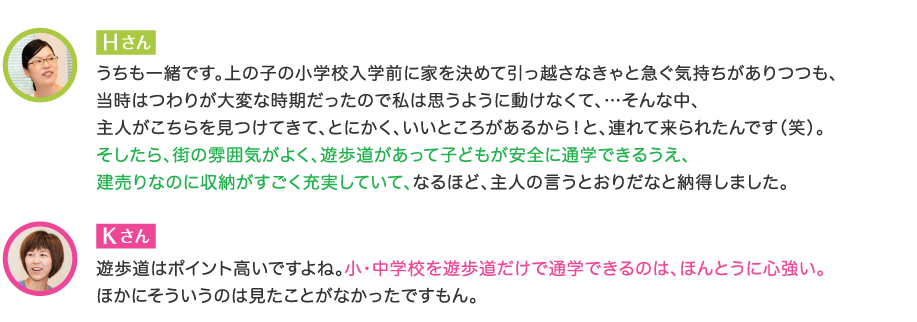 Hさん
うちも一緒です。上の子の小学校入学前に家を決めて引っ越さなきゃと急ぐ気持ちがありつつも、
当時はつわりが大変な時期だったので私は思うように動けなくて、…そんな中、
主人がこちらを見つけてきて、とにかく、いいところがあるから！と、連れて来られたんです（笑）。
そしたら、街の雰囲気がよく、遊歩道があって子どもが安全に通学できるうえ、
建売りなのに収納がすごく充実していて、なるほど、主人の言うとおりだなと納得しました。
Kさん
遊歩道はポイント高いですよね。小・中学校を遊歩道だけで通学できるのは、ほんとうに心強い。
ほかにそういうのは見たことがなかったですもん。